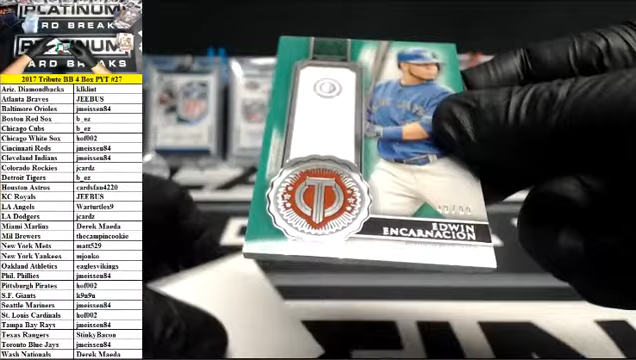 PLATINUM
ARD BREAK
PLATINUM
ARD BREAKS
2017 Tribute BB 4 Box PYT #27
Ariz. Diamondbacks klklint
Atlanta Braves JEEBUS
Baltimore Orioles jmeissen84
Boston Red Sox b_ez
Chicago Cubs b_ez
Chicago White Sox hof002
Cincinnati Reds jmeissen84
Cleveland Indians jmeissen84
Colorado Rockies jcardz
Detroit Tigers b_ez
Houston Astros cardsfan4220
KC Royals JEEBUS
LA Angels Warturtles9
LA Dodgers jcardz
Miami Marlins Derek Maeda
Mil Brewers thecampincookie
New York Mets matt529
New York Yankees mjonko
Oakland Athletics eaglesvikings
Phil. Phillies jmeissen84
Pittsburgh Pirates hof002
S.F. Giants k9n9u
Seattle Mariners jmeissen84
St. Louis Cardinals hof002
Tampa Bay Rays jmeissen84
Texas Rangers StinkyBacon
Toronto Blue Jays jmeissen84
Wash Nationals Derek Maeda
EDWIN
ENCARNACION